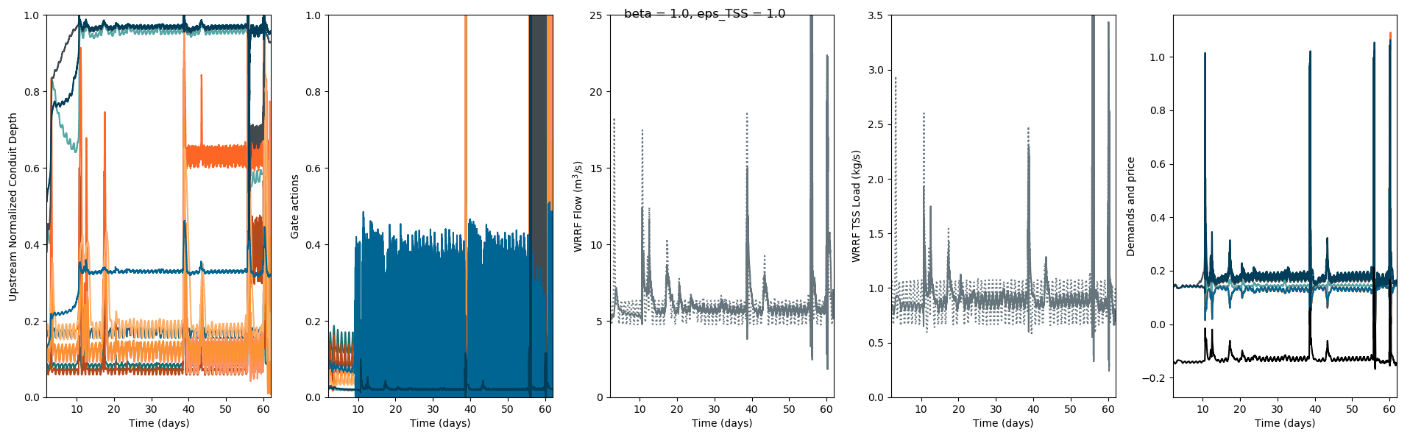 beta = 1.0, eps_TSS = 1.0
Upstream Normalized Conduit Depth
1.0
0.8
0.6
0.4
0.2
0.0
10 20 30 40 50 60
Time (days)
Gate actions
1.0
0.8
0.6
0.4
0.2
0.0
10 20 30 40 50 60
Time (days)
WRRF Flow (m³/s)
25
20
15
10
5
0
10 20 30 40 50 60
Time (days)
WRRF TSS Load (kg/s)
3.5
3.0
2.5
2.0
1.5
1.0
0.5
0.0
10 20 30 40 50 60
Time (days)
Demands and price
1.0
0.8
0.6
0.4
0.2
0.0
−0.2
10 20 30 40 50 60
Time (days)